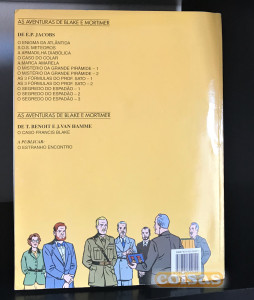 AS AVENTURAS DE BLAKE E MORTIMER
DE E.P. JACOBS
O ENIGMA DA ATLÂNTIDA
S.O.S. METEOROS
A ARMADILHA DIABÓLICA
O CASO DO COLAR
A MARCA AMARELA
O MISTÉRIO DA GRANDE PIRÂMIDE - 1
O MISTÉRIO DA GRANDE PIRÂMIDE - 2
AS 3 FÓRMULAS DO PROF. SATO - 1
AS 3 FÓRMULAS DO PROF. SATO - 2
O SEGREDO DO ESPADÃO - 1
O SEGREDO DO ESPADÃO - 2
O SEGREDO DO ESPADÃO - 3
AS AVENTURAS DE BLAKE E MORTIMER
DE T. BENOIT E J. VAN HAMME
O CASO FRANCIS BLAKE
A PUBLICAR:
O ESTRANHO ENCONTRO
coisas